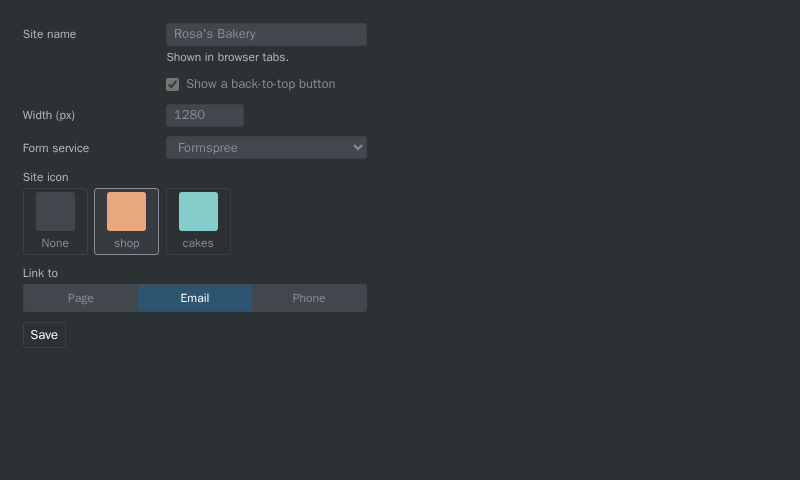 Site name
Rosa's Bakery
Shown in browser tabs.
Show a back-to-top button
Width (px)
1280
Form service
Formspree
Site icon
None
shop
cakes
Link to
Page
Email
Phone
Save